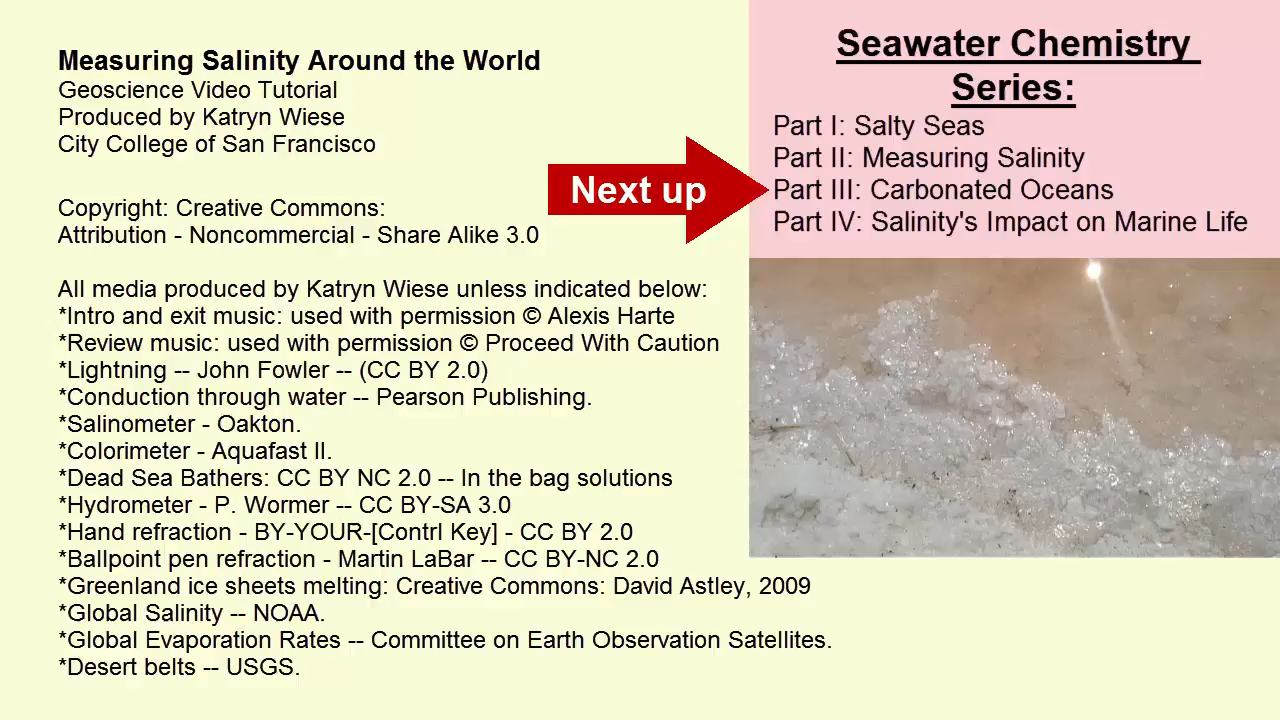 Measuring Salinity Around the World
Geoscience Video Tutorial
Produced by Katryn Wiese
City College of San Francisco
Copyright: Creative Commons:
Attribution - Noncommercial - Share Alike 3.0
All media produced by Katryn Wiese unless indicated below:
*Intro and exit music: used with permission © Alexis Harte
*Review music: used with permission © Proceed With Caution
*Lightning -- John Fowler -- (CC BY 2.0)
*Conduction through water -- Pearson Publishing.
*Salinometer - Oakton.
*Colorimeter - Aquafast II.
*Dead Sea Bathers: CC BY NC 2.0 -- In the bag solutions
*Hydrometer - P. Wormer -- CC BY-SA 3.0
*Hand refraction - BY-YOUR-[Contrl Key] - CC BY 2.0
*Ballpoint pen refraction - Martin LaBar -- CC BY-NC 2.0
*Greenland ice sheets melting: Creative Commons: David Astley, 2009
*Global Salinity -- NOAA.
*Global Evaporation Rates -- Committee on Earth Observation Satellites.
*Desert belts -- USGS.
Next up
Seawater Chemistry
Series:
Part I: Salty Seas
Part II: Measuring Salinity
Part III: Carbonated Oceans
Part IV: Salinity's Impact on Marine Life